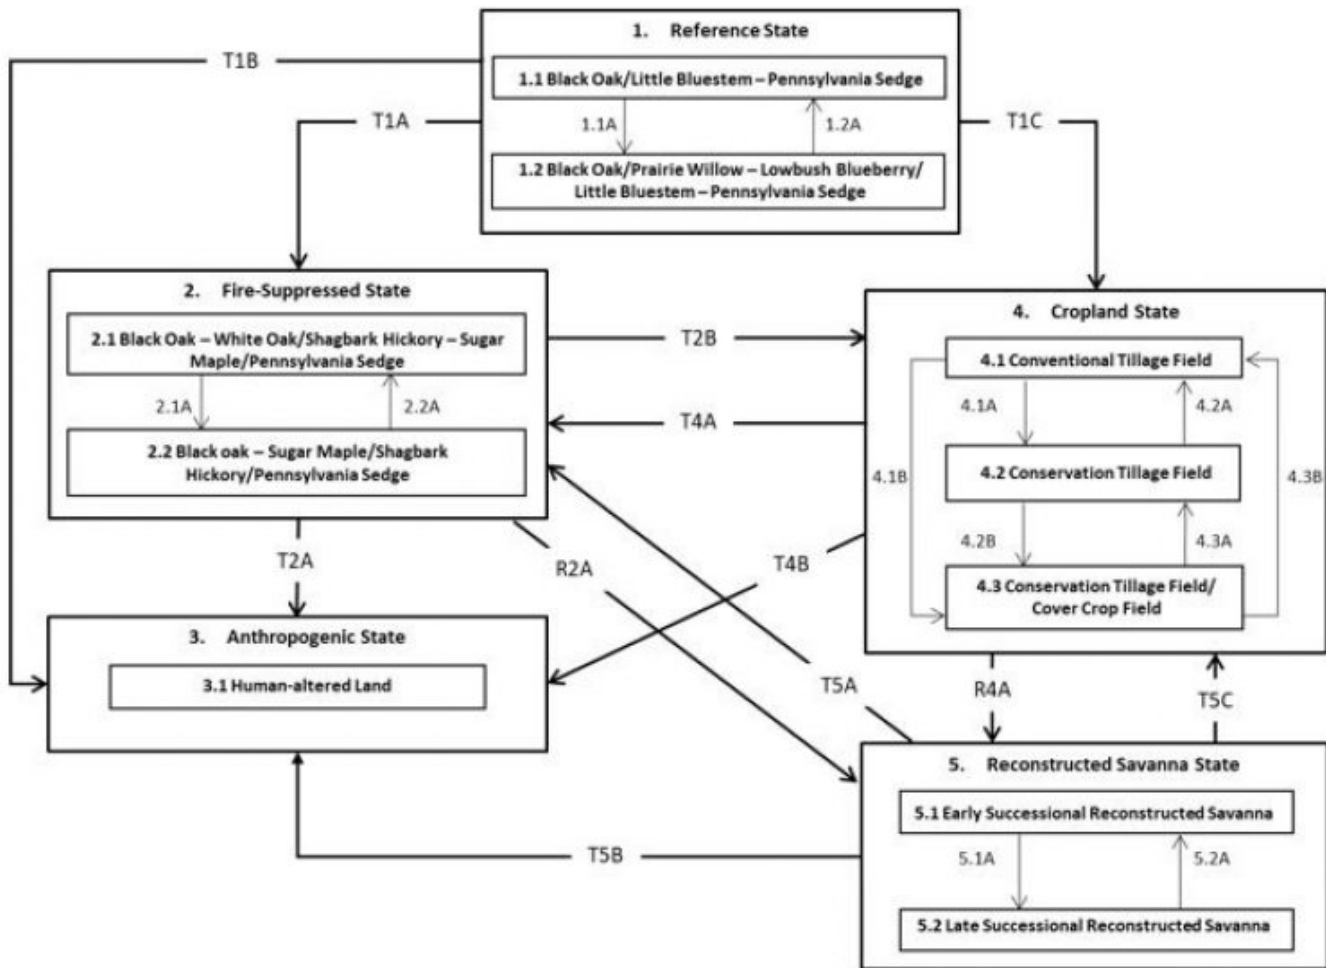 1. Reference State
1.1 Black Oak/Little Bluestem – Pennsylvania Sedge
1.1A
1.2A
1.2 Black Oak/Prairie Willow – Lowbush Blueberry/
Little Bluestem – Pennsylvania Sedge
T1B
T1A
T1C
2. Fire-Suppressed State
2.1 Black Oak – White Oak/Shagbark Hickory – Sugar
Maple/Pennsylvania Sedge
2.1A
2.2A
2.2 Black oak – Sugar Maple/Shagbark
Hickory/Pennsylvania Sedge
T2B
T4A
4. Cropland State
4.1 Conventional Tillage Field
4.1A
4.2A
4.2 Conservation Tillage Field
4.1B
4.3B
4.2B
4.3A
4.3 Conservation Tillage Field/
Cover Crop Field
T2A
R2A
T4B
3. Anthropogenic State
3.1 Human-altered Land
T5A
R4A
T5C
5. Reconstructed Savanna State
5.1 Early Successional Reconstructed Savanna
5.1A
5.2A
5.2 Late Successional Reconstructed Savanna
T5B